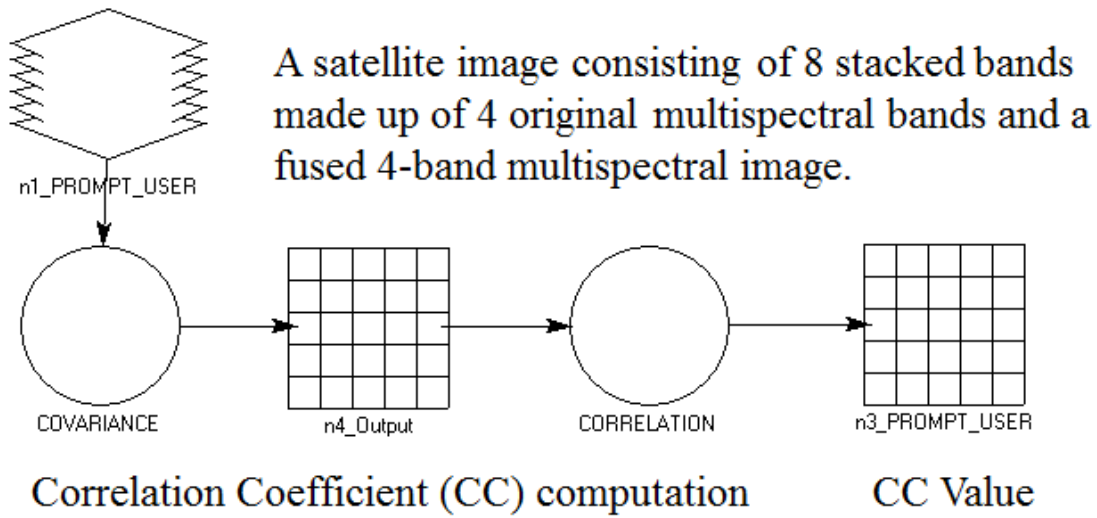 A satellite image consisting of 8 stacked bands
made up of 4 original multispectral bands and a
fused 4-band multispectral image.
n1_PROMPT_USER
COVARIANCE
n4_Output
CORRELATION
n3_PROMPT_USER
Correlation Coefficient (CC) computation
CC Value